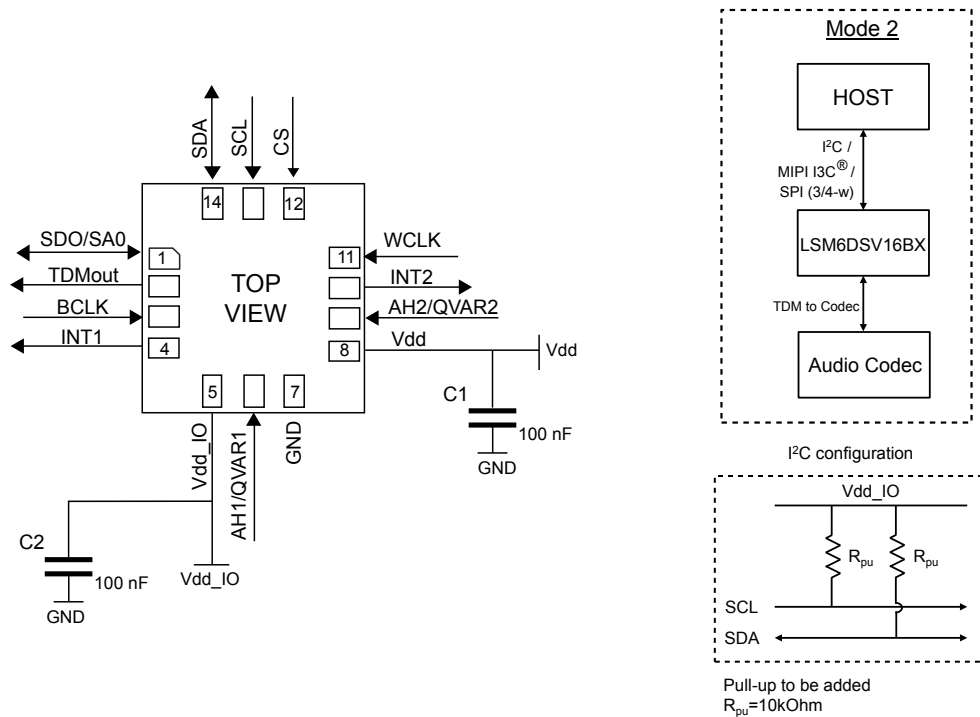 SDA
SCL
CS
14
12
SDO/SA0
1
TDMout
BCLK
INT1
4
TOP
VIEW
11
WCLK
INT2
AH2/QVAR2
8
Vdd
Vdd
5
7
Vdd_IO
AH1/QVAR1
GND
C1
100 nF
GND
C2
100 nF
GND
Vdd_IO
Mode 2
HOST
I²C /
MIPI I3C® /
SPI (3/4-w)
LSM6DSV16BX
TDM to Codec
Audio Codec
I²C configuration
Vdd_IO
Rpu
Rpu
SCL
SDA
Pull-up to be added
Rpu=10kOhm